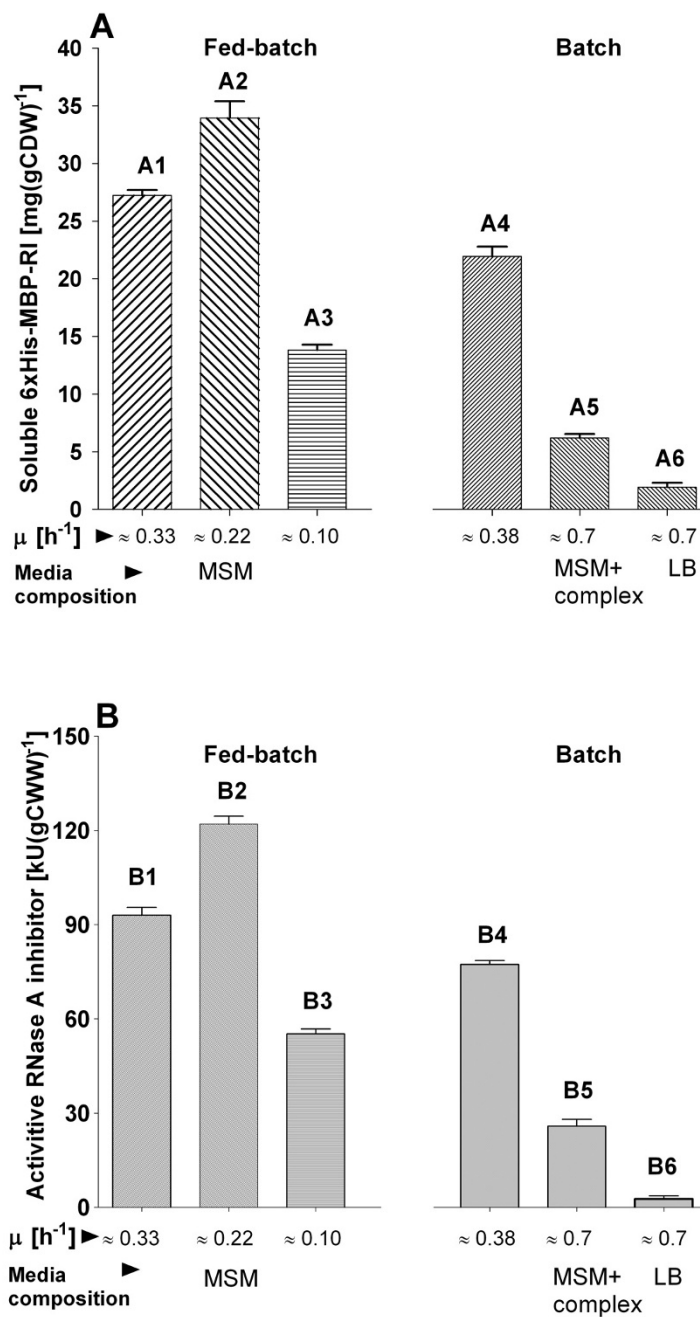 A
Fed-batch
Batch
Soluble 6xHis-MBP-RI [mg(gCDW)-1]
40
35
30
25
20
15
10
5
0
A1
A2
A3
A4
A5
A6
μ [h-1] ► ≈ 0.33 ≈ 0.22 ≈ 0.10 ≈ 0.38 ≈ 0.7 ≈ 0.7
Media ► MSM MSM+ LB
composition complex
B
Fed-batch
Batch
Activitive RNase A inhibitor [kU(gCWW)-1]
150
120
90
60
30
0
B1
B2
B3
B4
B5
B6
μ [h-1] ► ≈ 0.33 ≈ 0.22 ≈ 0.10 ≈ 0.38 ≈ 0.7 ≈ 0.7
Media ► MSM MSM+ LB
composition complex